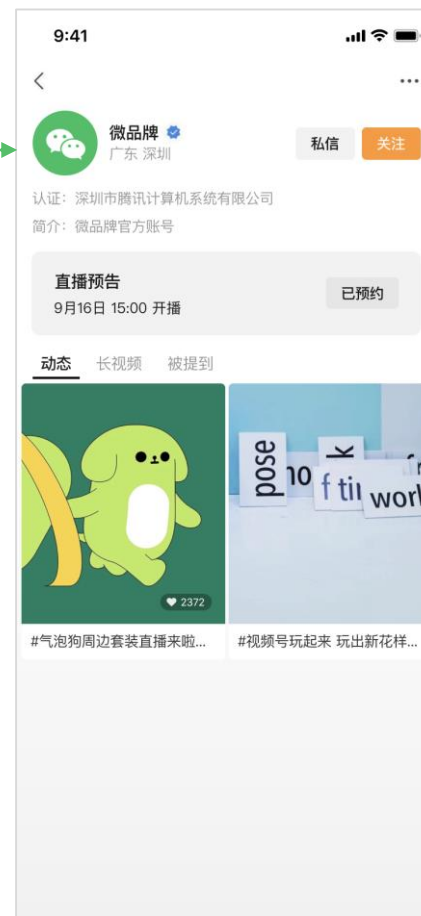 9:41
微品牌
广东 深圳
私信
关注
认证：深圳市腾讯计算机系统有限公司
简介：微品牌官方账号
直播预告
9月16日 15:00 开播
已预约
动态 长视频 被提到
2372
pose
no
k
f
tin
work
#气泡狗周边套装直播来啦...
#视频号玩起来 玩出新花样...